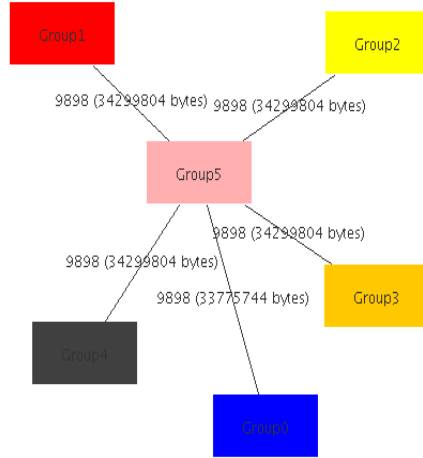 Group1
Group2
9898 (34299804 bytes)
9898 (34299804 bytes)
Group5
9898 (34299804 bytes)
9898 (34299804 bytes)
9898 (33775744 bytes)
Group3
Group4
Group0